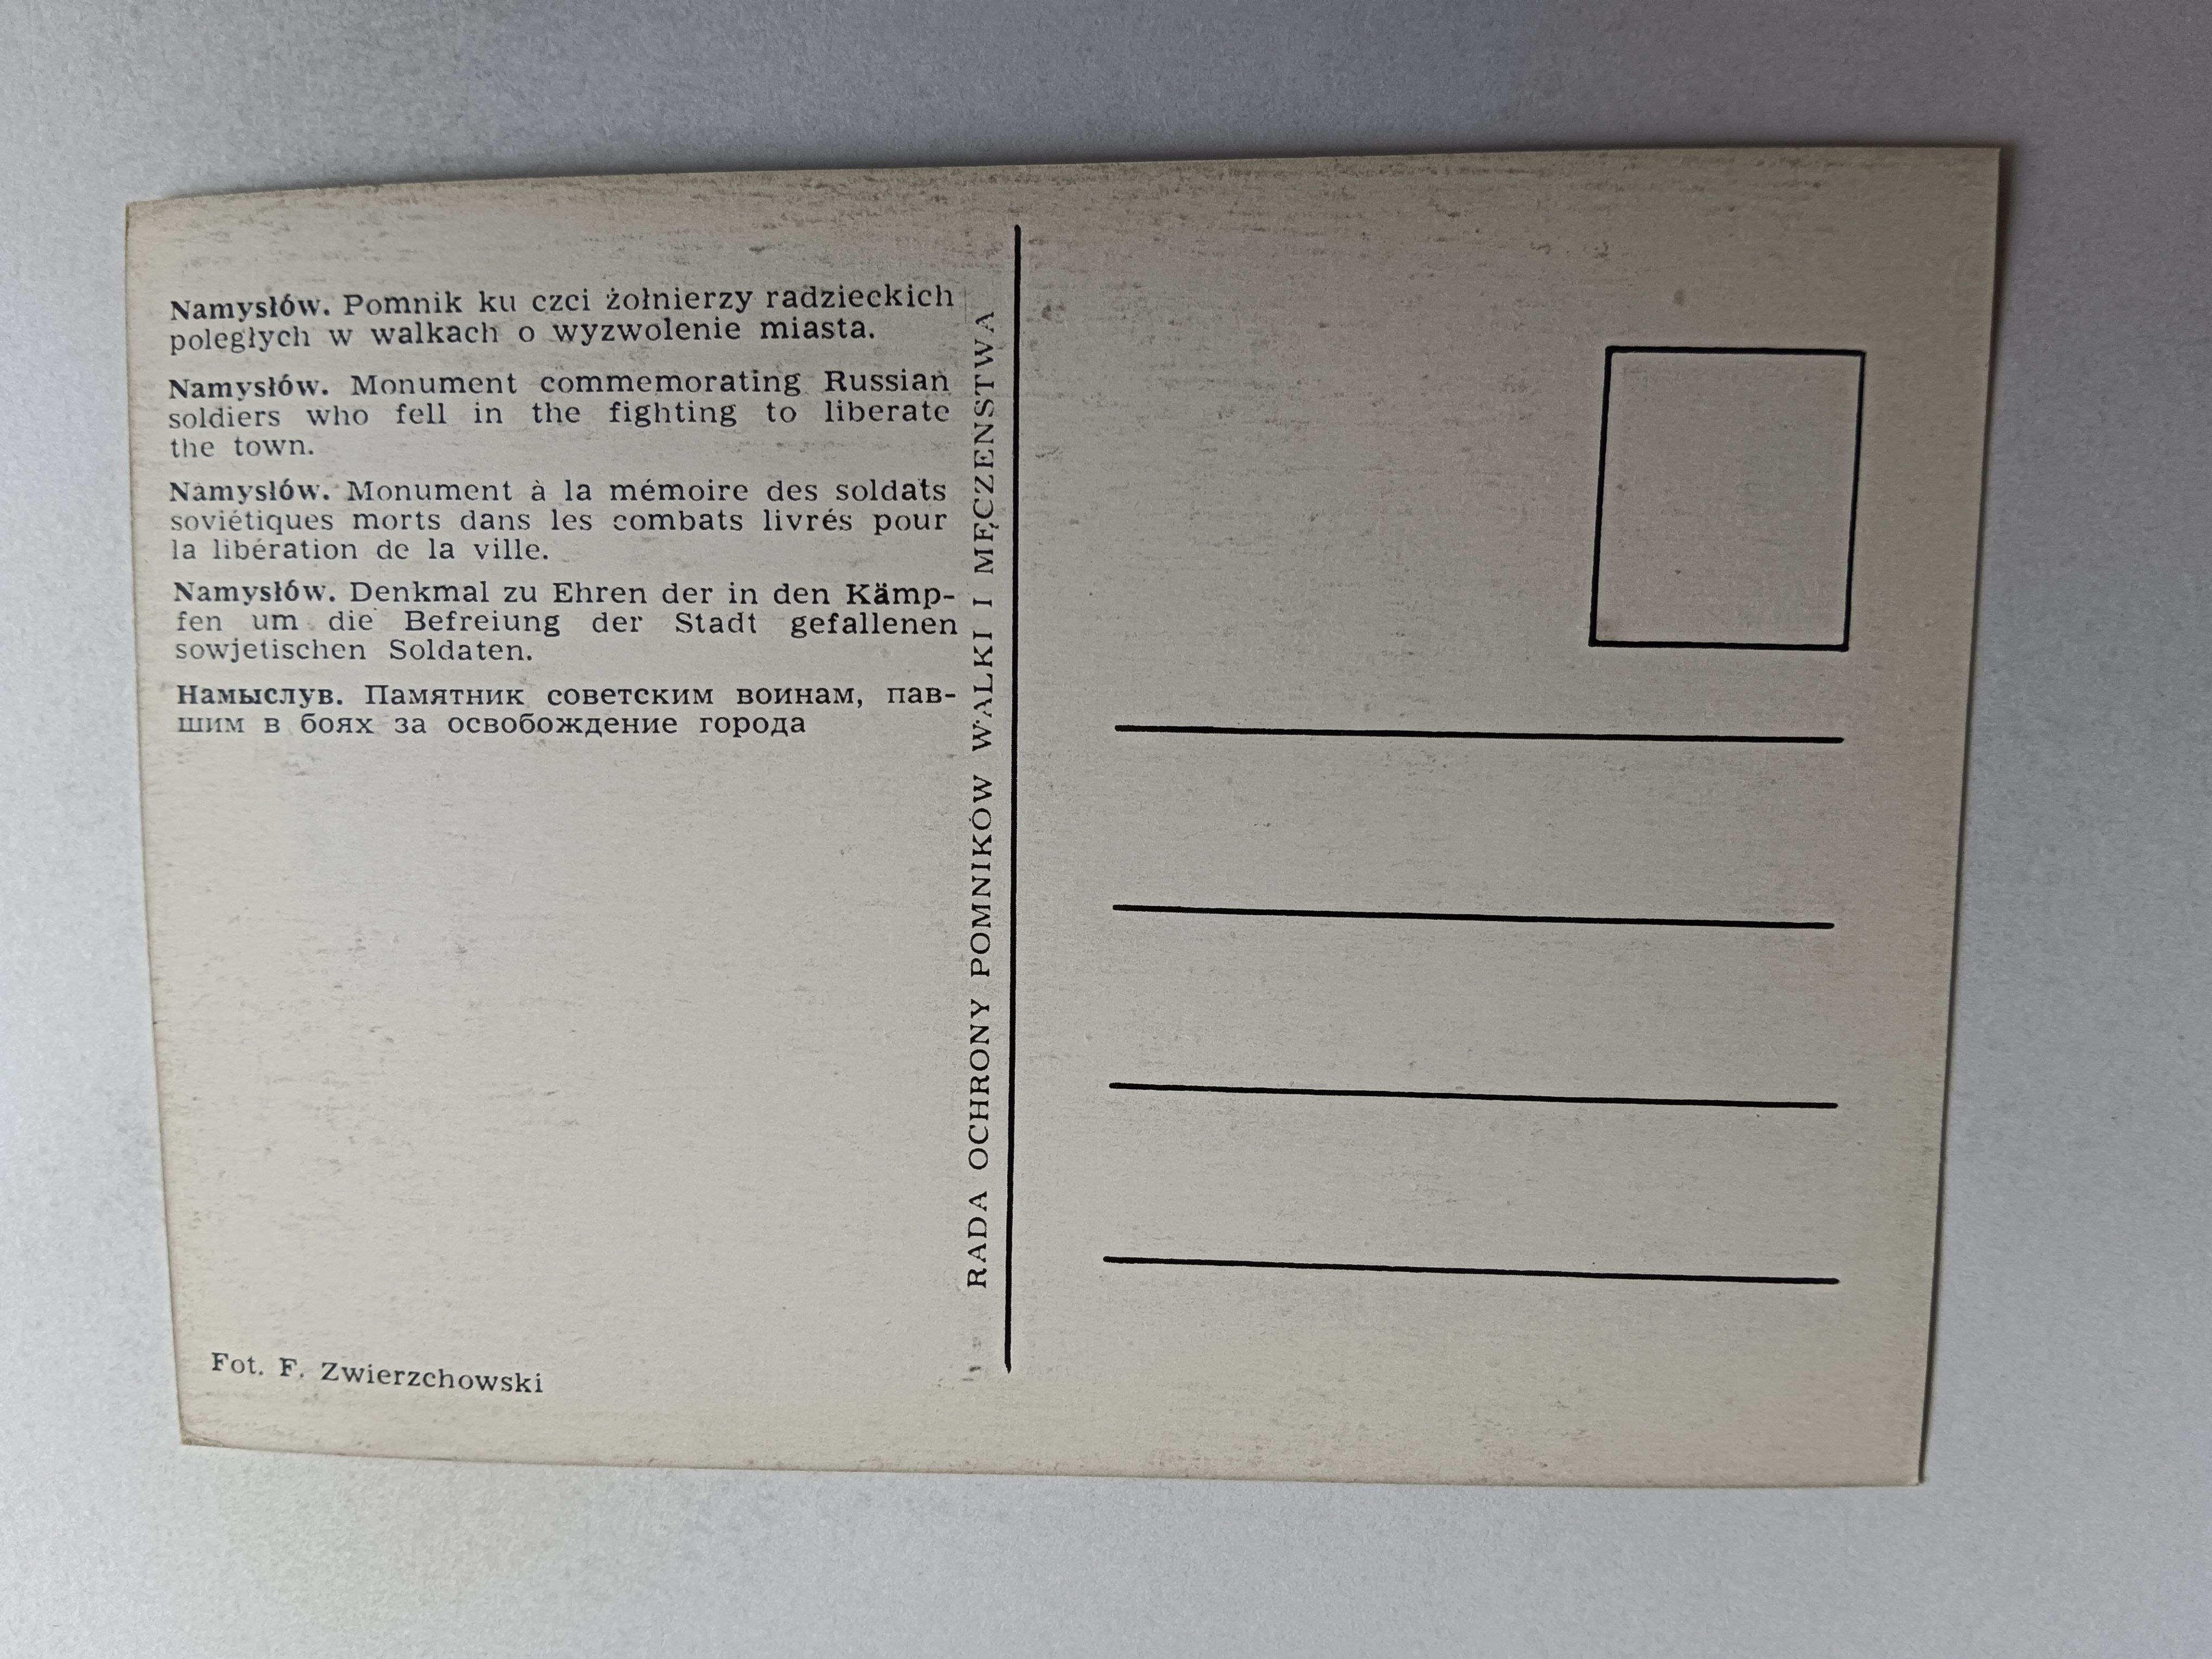 Namysłów. Pomnik ku czci żołnierzy radzieckich
poległych w walkach o wyzwolenie miasta.
Namysłów. Monument commemorating Russian
soldiers who fell in the fighting to liberate
the town.
Namysłów. Monument à la mémoire des soldats
soviétiques morts dans les combats livrés pour
la libération de la ville.
Namysłów. Denkmal zu Ehren der in den Kämp-
fen um die Befreiung der Stadt gefallenen
sowjetischen Soldaten.
Намыслув. Памятник советским воинам, пав-
шим в боях за освобождение города
Fot. F. Zwierzchowski
RADA OCHRONY POMNIKÓW WALKI I MĘCZEŃSTWA